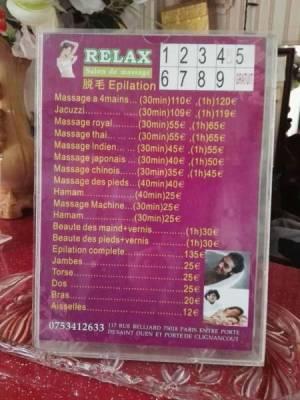 RELAX
Salon de massage
脱毛 Epilation
1 2 3 4 5
6 7 8 9 GRATUIT
Massage a 4mains...(30min)110€ ,(1h)120€
Jacuzzi...............(30min)109€ ,(1h)119€
Massage royal........(30min)55€ ,(1h)65€
Massage thai.........(30min)55€ ,(1h)65€
Massage Indien......(30min)45€ ,(1h)55€
Massage japonais ..(30min)40€ ,(1h)50€
Massage chinois.....(30min)35€ ,(1h)45€
Massage des pieds..(40min)40€
Hamam................(40min)25€
Massage Machine...(30min)25€
Hamam...............(30min)25€
Beaute des maind+vernis..........(1h)30€
Beaute des pieds+vernis..........(1h)30€
Epilation complete.................135€
Jambes..............................25€
Torse.................................25€
Dos ..................................25€
Bras..................................20€
Aisselles.............................12€
0753412633
117 RUE BELLIARD 75018 PARIS ENTRE PORTE
DE SAINT OUEN ET PORTE DE CLIGNANCOUT